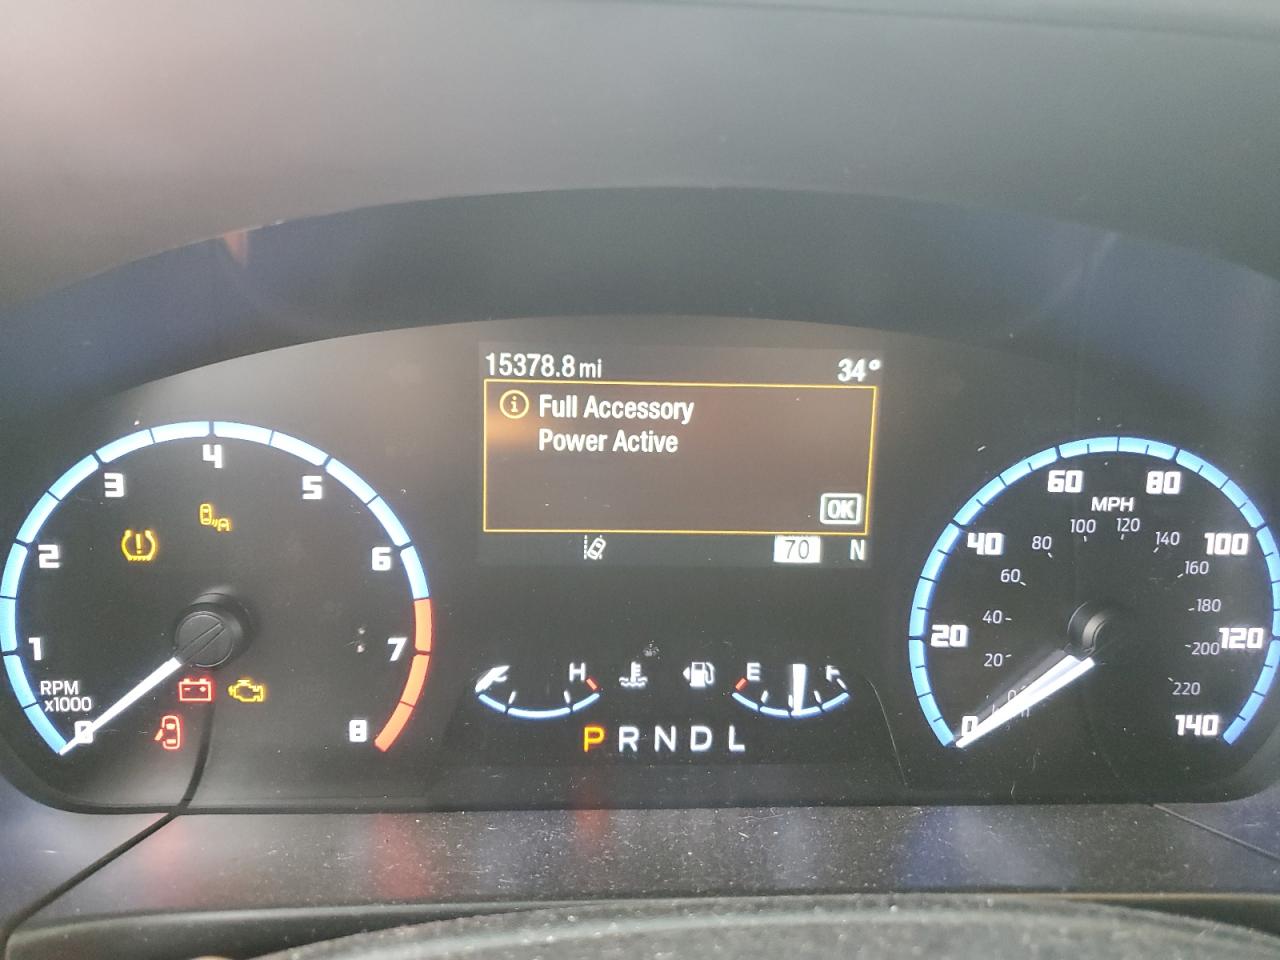 15378.8 mi 34°
Full Accessory
Power Active
OK
70 N
RPM
x1000
0 1 2 3 4 5 6 7 8
H E F
P R N D L
MPH
0 20 40 60 80 100 120 140
20 40 60 80 100 120 140 160 180 200 220